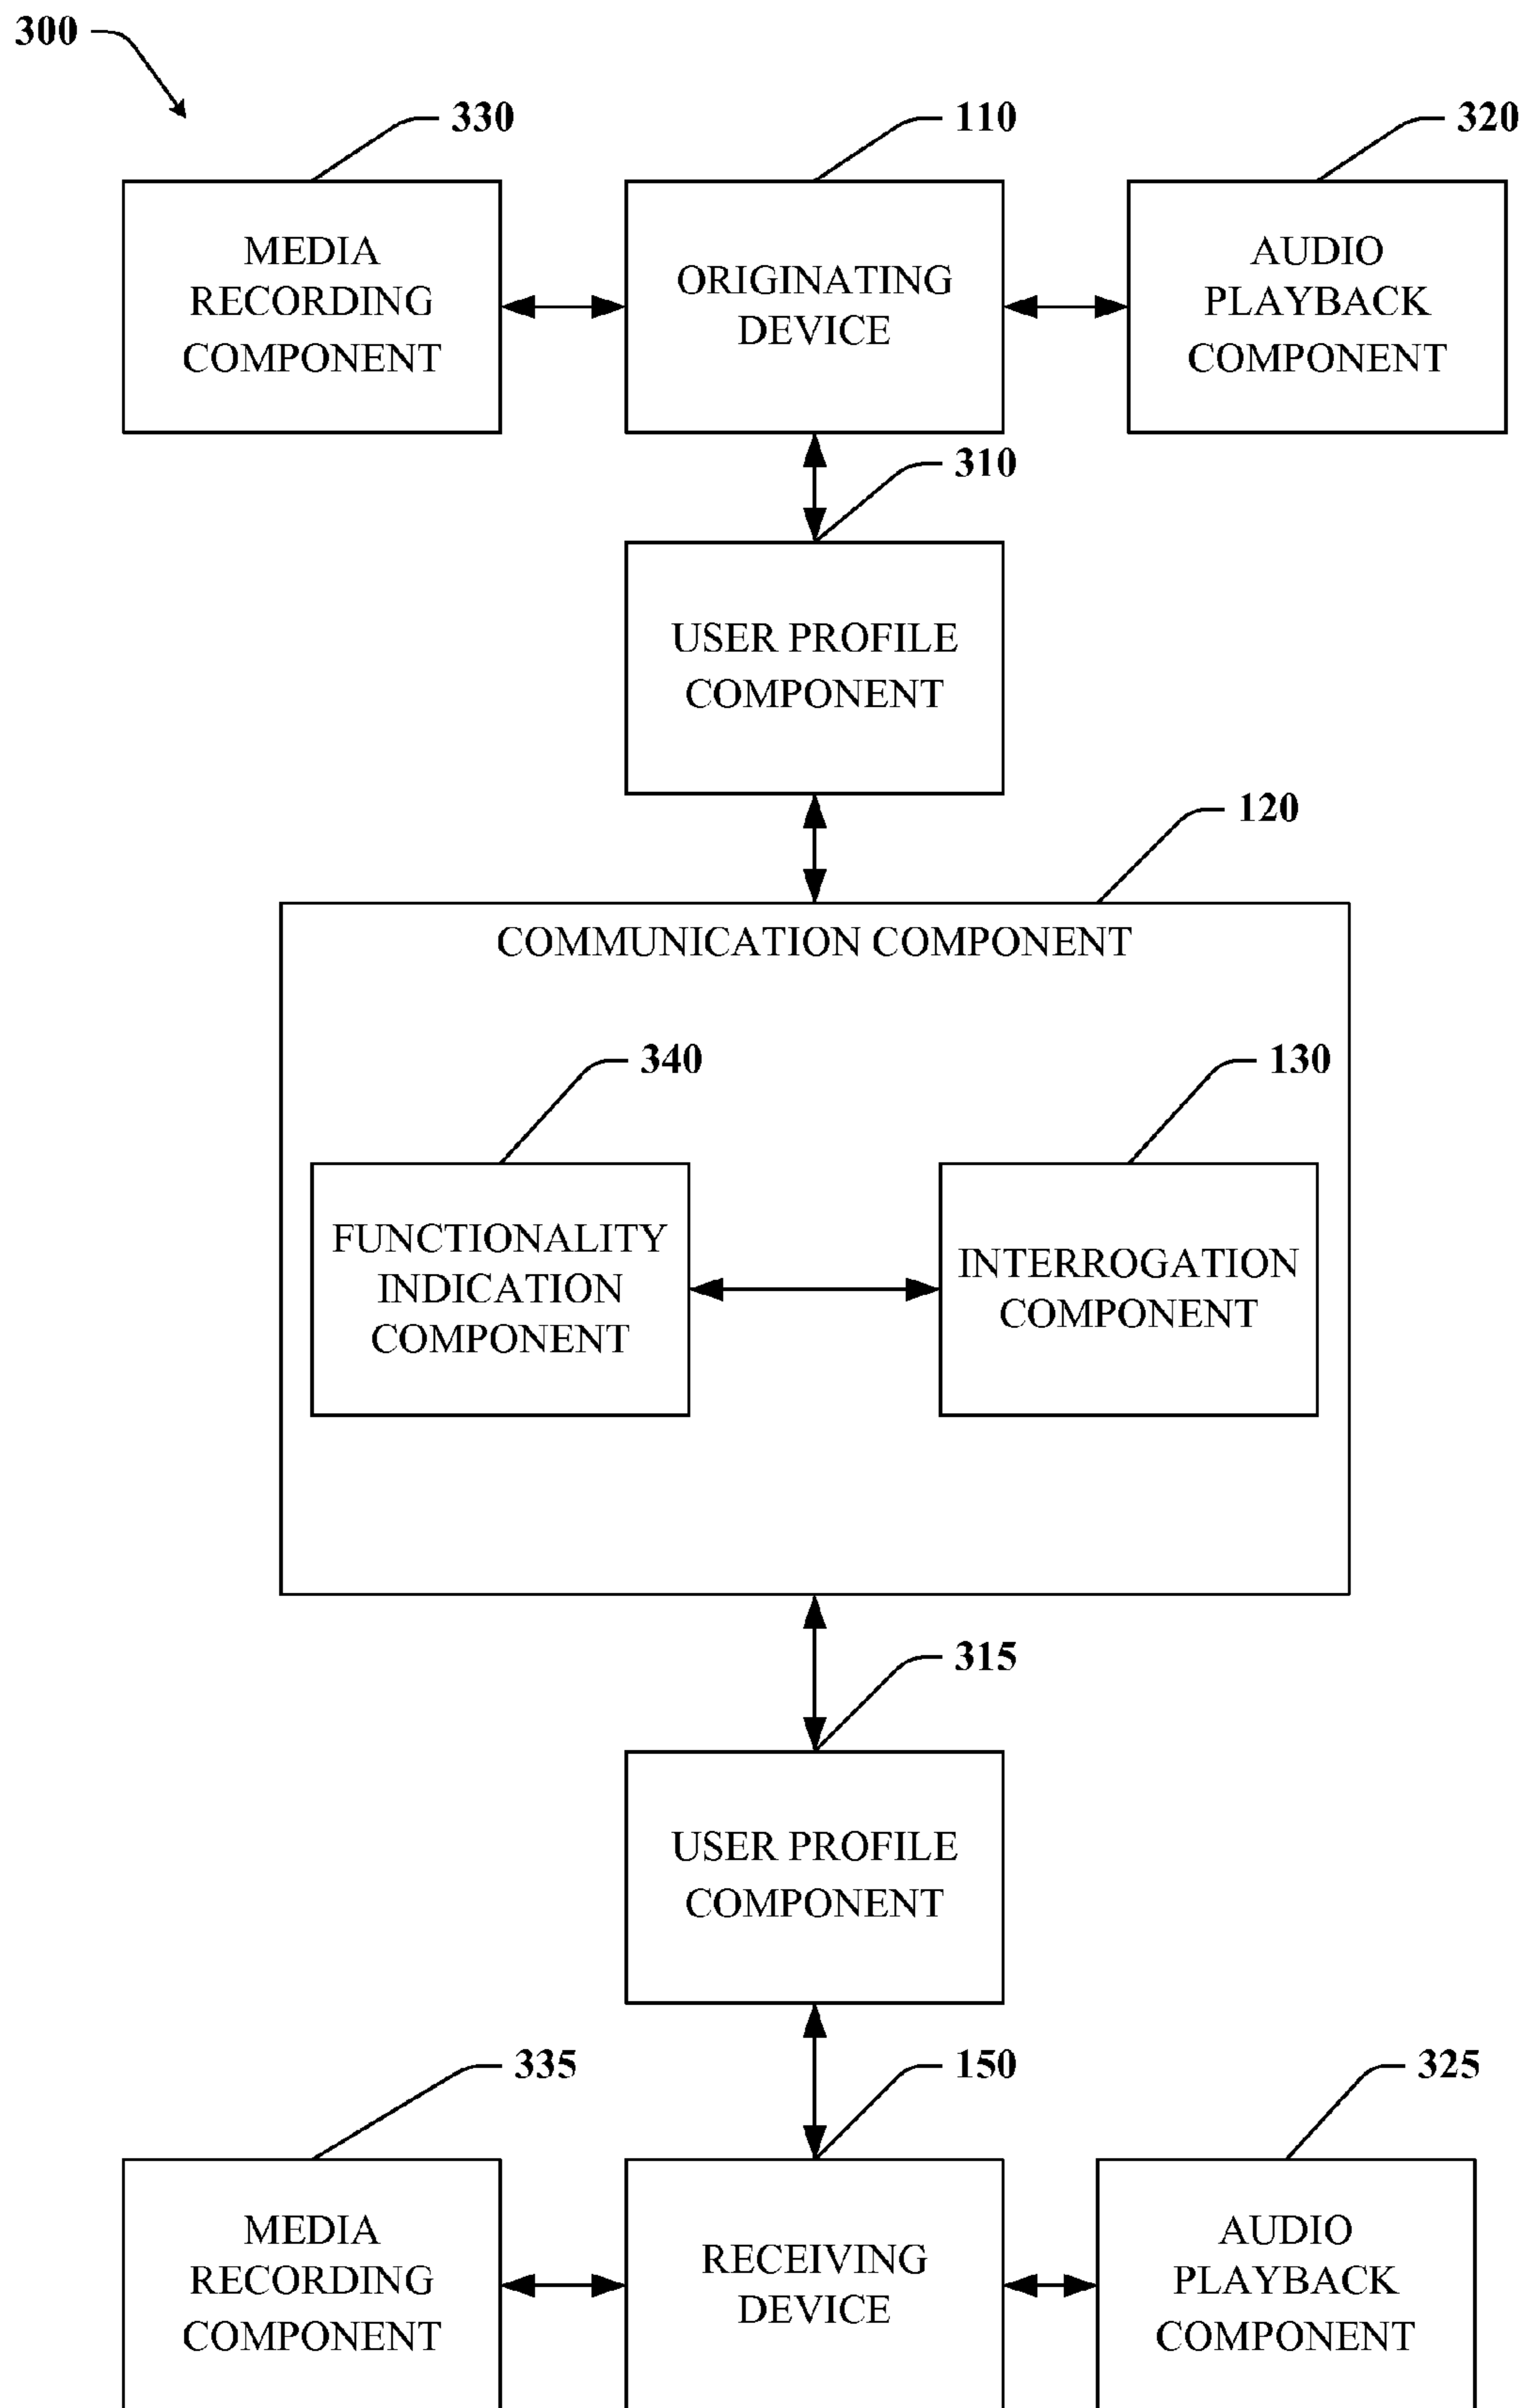 300
330
110
320
MEDIA
RECORDING
COMPONENT
ORIGINATING
DEVICE
AUDIO
PLAYBACK
COMPONENT
310
USER PROFILE
COMPONENT
120
COMMUNICATION COMPONENT
340
130
FUNCTIONALITY
INDICATION
COMPONENT
INTERROGATION
COMPONENT
315
USER PROFILE
COMPONENT
335
150
325
MEDIA
RECORDING
COMPONENT
RECEIVING
DEVICE
AUDIO
PLAYBACK
COMPONENT